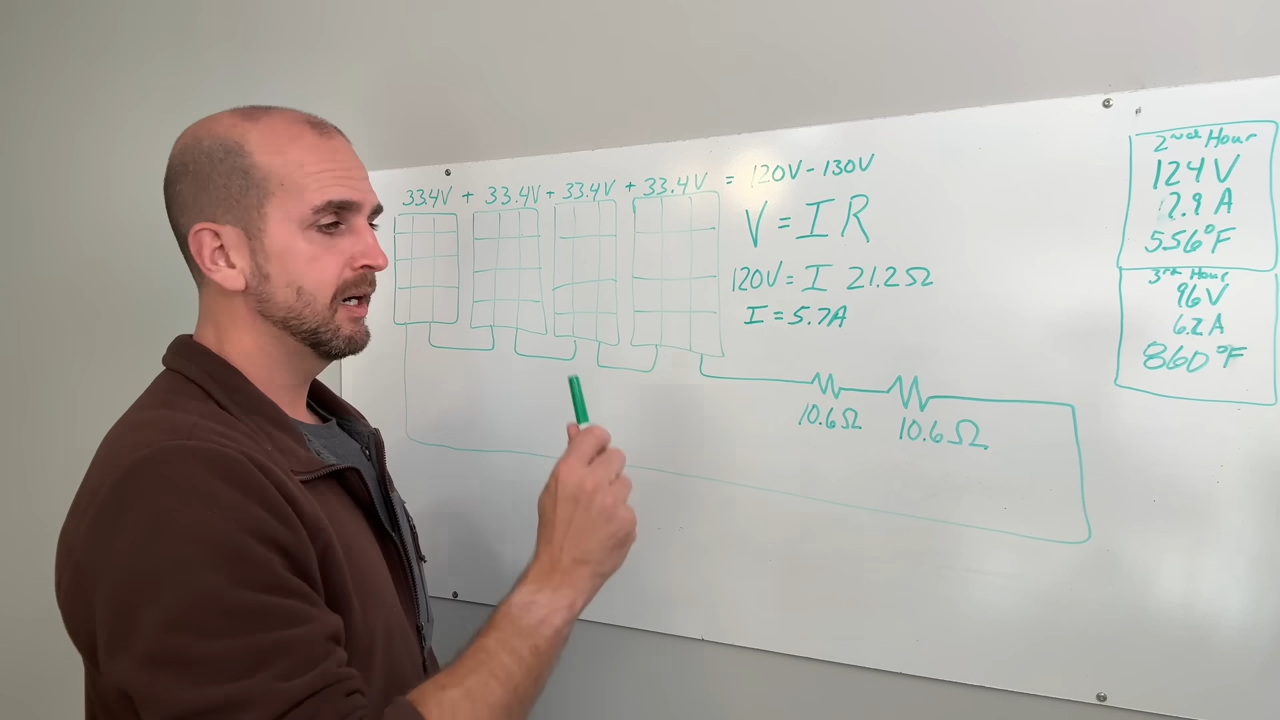 33.4V + 33.4V + 33.4V + 33.4V = 120V - 130V
V = IR
120V = I 21.2Ω
I = 5.7A
10.6Ω
10.6Ω
2nd Hour
124V
556°F
3rd Hour
96V
6.2A
860°F